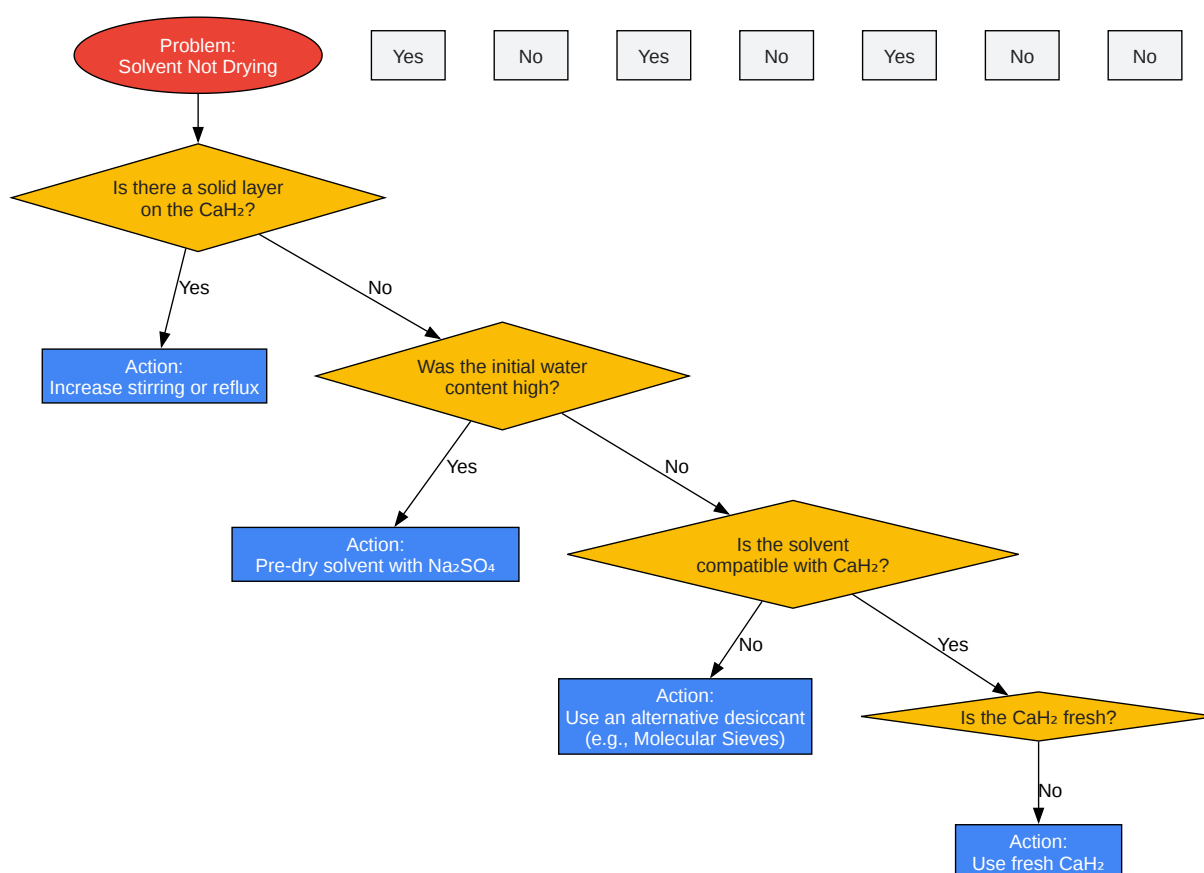 Problem:
Solvent Not Drying
Yes
No
Yes
No
Yes
No
No
Is there a solid layer
on the CaH₂?
Yes
No
Action:
Increase stirring or reflux
Was the initial water
content high?
Yes
No
Action:
Pre-dry solvent with Na₂SO₄
Is the solvent
compatible with CaH₂?
No
Yes
Action:
Use an alternative desiccant
(e.g., Molecular Sieves)
Is the CaH₂ fresh?
No
Action:
Use fresh CaH₂